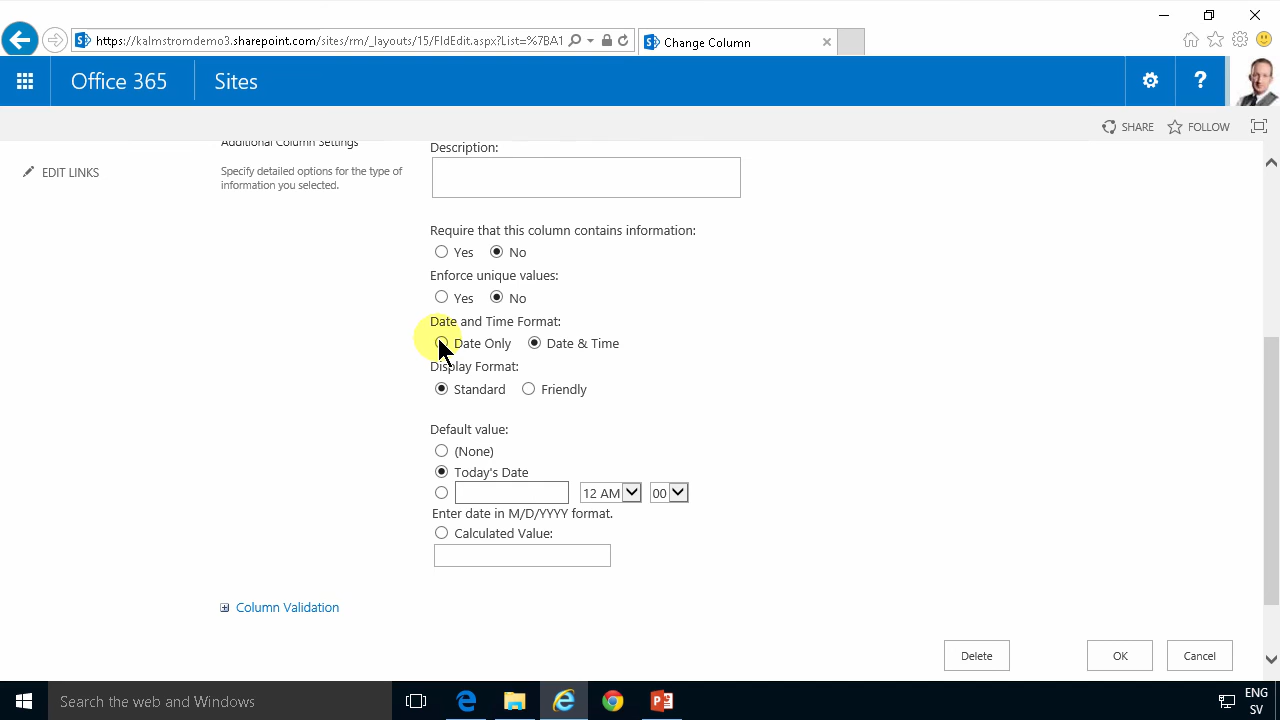 https://kalmstromdemo3.sharepoint.com/sites/rm/_layouts/15/FldEdit.aspx?List=%7BA1
Change Column
Office 365
Sites
?
SHARE
FOLLOW
EDIT LINKS
Additional Column Settings
Specify detailed options for the type of
information you selected.
Description:
Require that this column contains information:
Yes No
Enforce unique values:
Yes No
Date and Time Format:
Date Only Date & Time
Display Format:
Standard Friendly
Default value:
(None)
Today's Date
12 AM 00
Enter date in M/D/YYYY format.
Calculated Value:
Column Validation
Delete OK Cancel
Search the web and Windows
ENG
SV